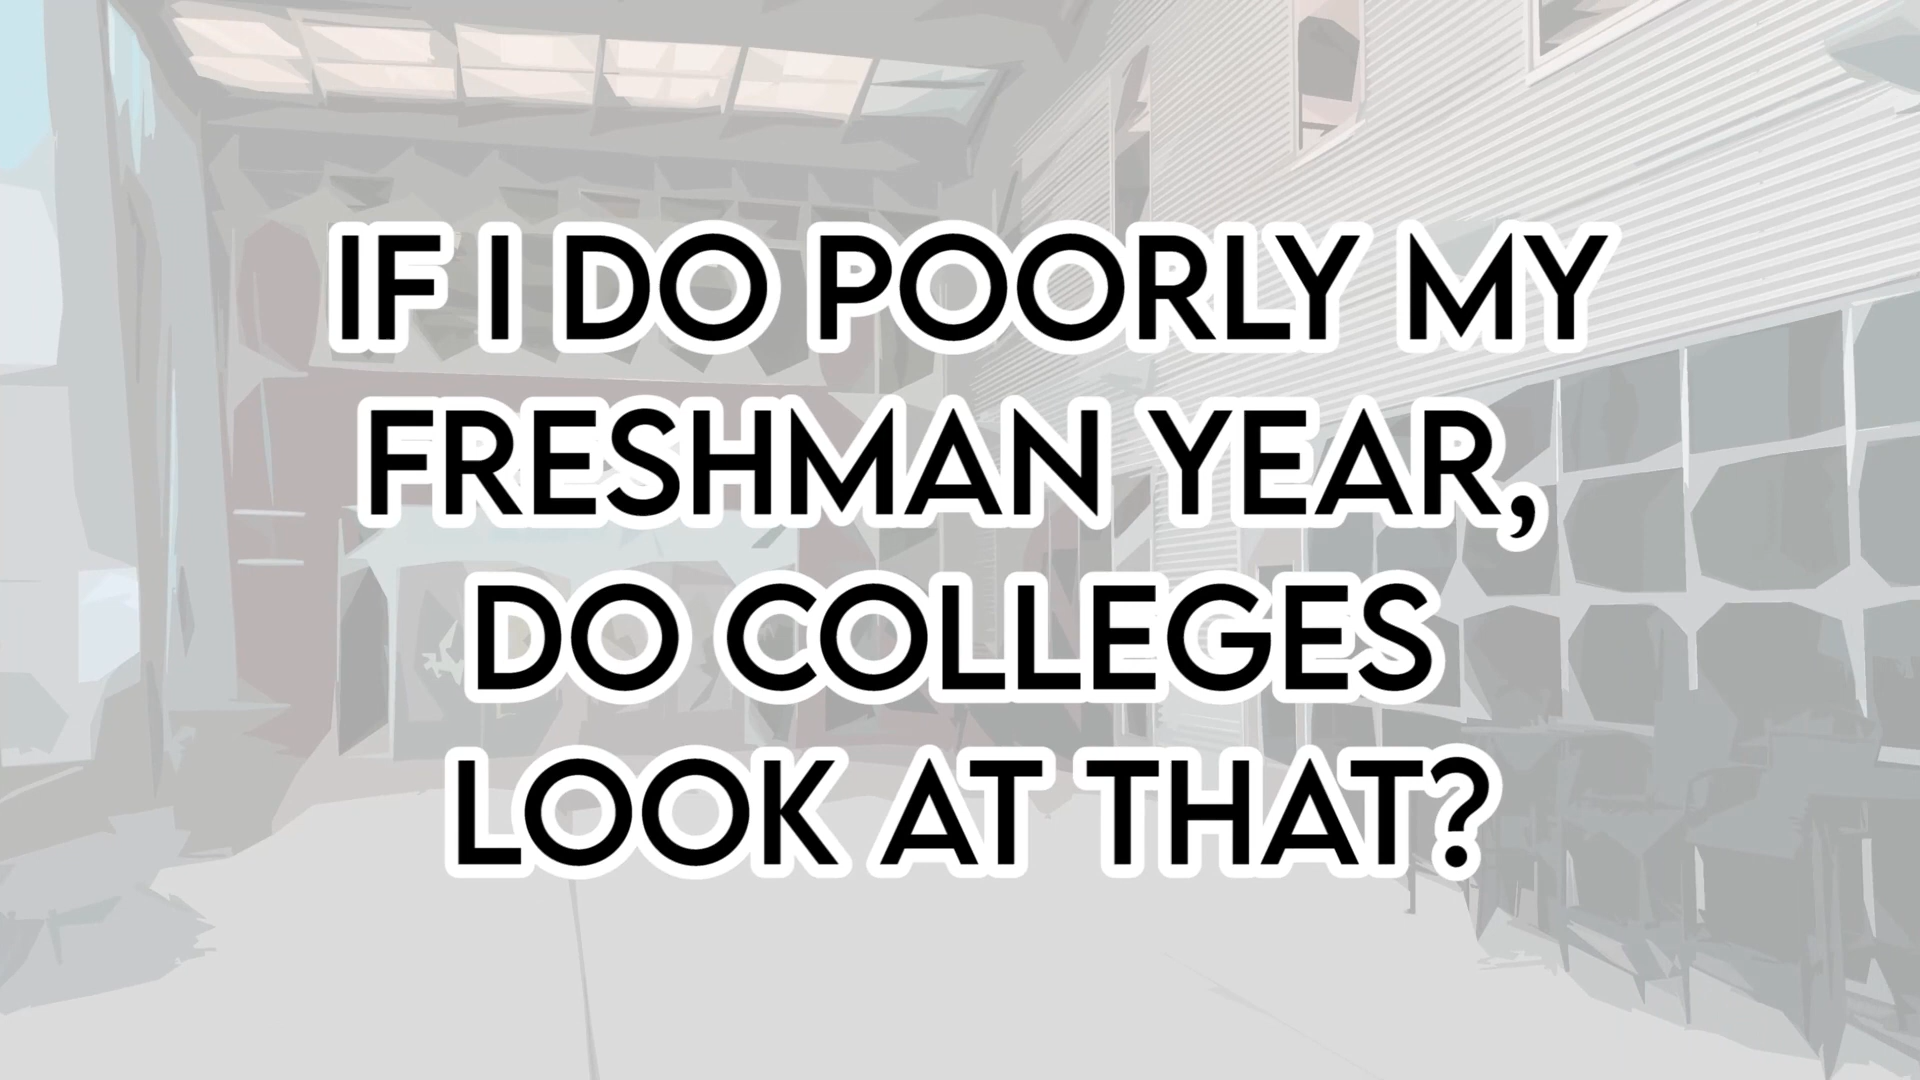 IF I DO POORLY MY
FRESHMAN YEAR,
DO COLLEGES
LOOK AT THAT?